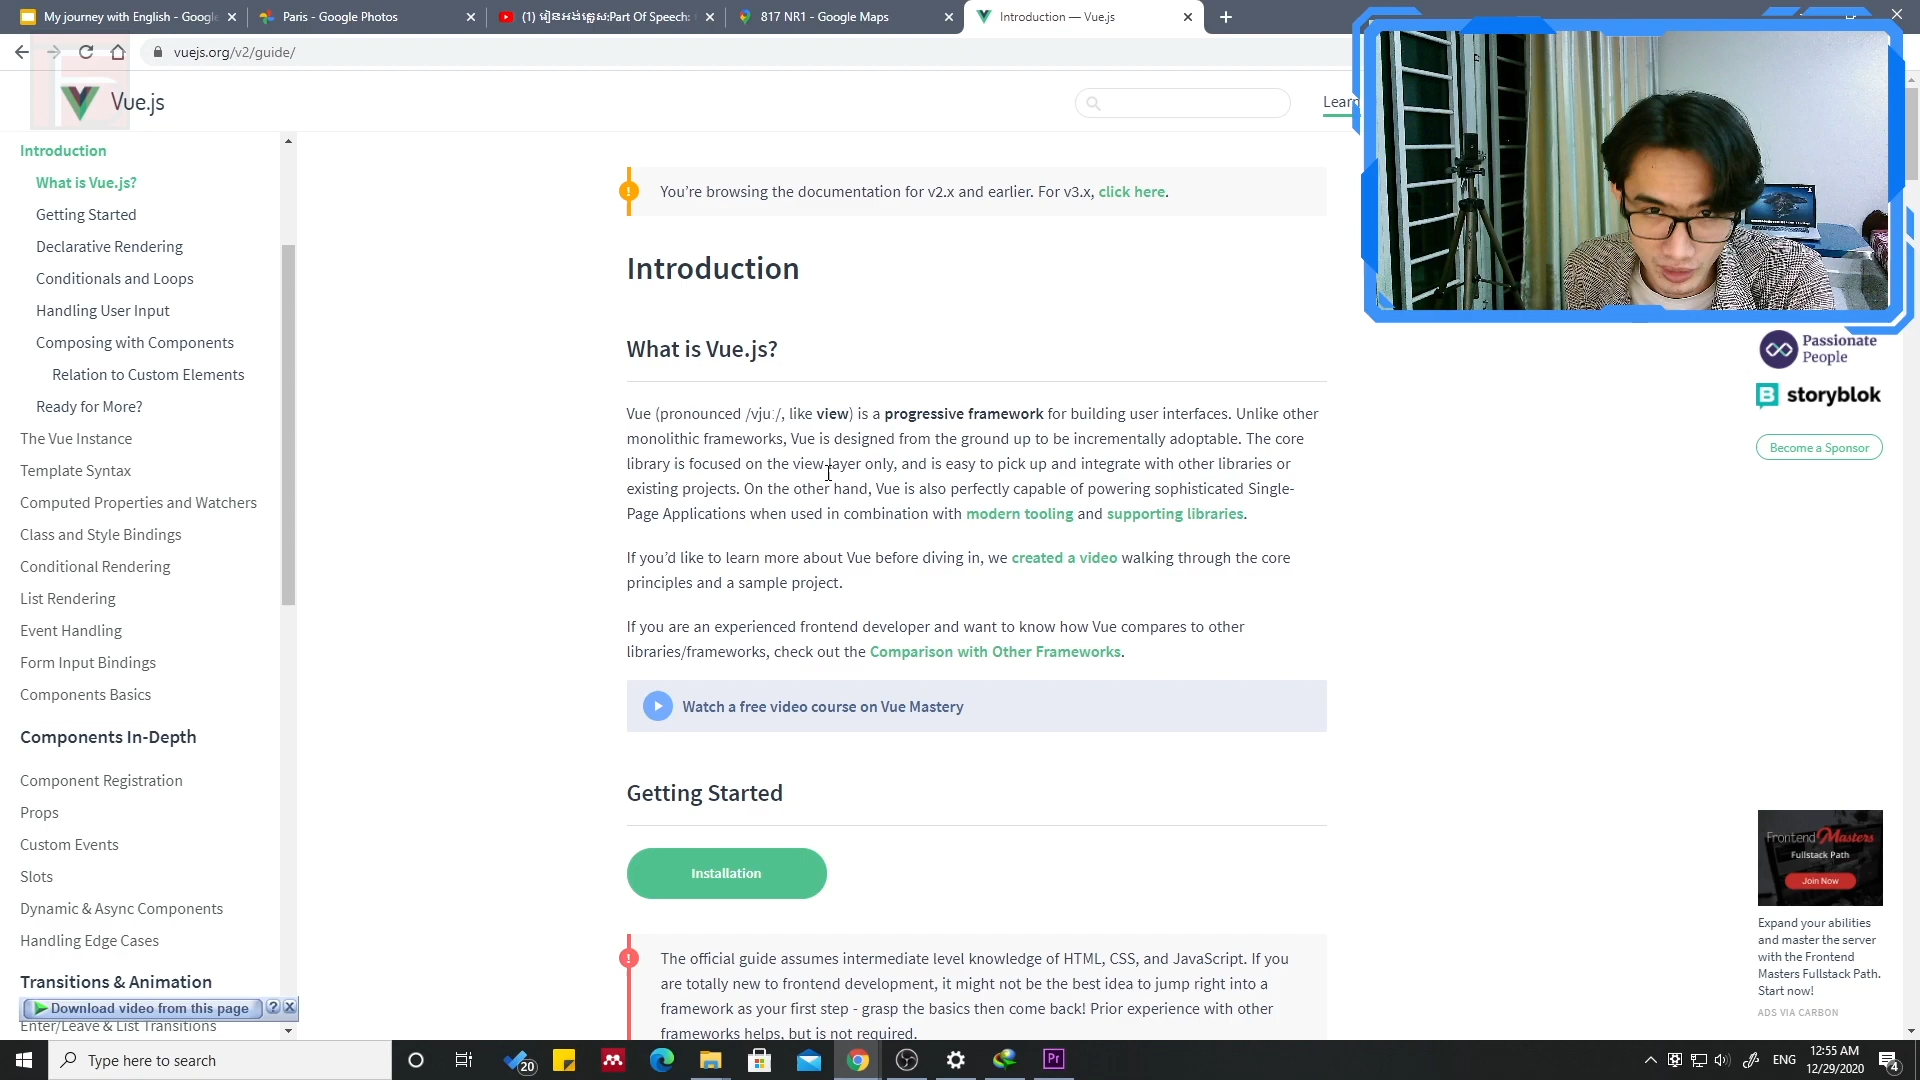 My journey with English - Google
Paris - Google Photos
(1) រៀនអង់គ្លេស:Part Of Speech:
817 NR1 - Google Maps
Introduction — Vue.js
vuejs.org/v2/guide/
Vue.js
Learn
Introduction
What is Vue.js?
Getting Started
Declarative Rendering
Conditionals and Loops
Handling User Input
Composing with Components
Relation to Custom Elements
Ready for More?
The Vue Instance
Template Syntax
Computed Properties and Watchers
Class and Style Bindings
Conditional Rendering
List Rendering
Event Handling
Form Input Bindings
Components Basics
Components In-Depth
Component Registration
Props
Custom Events
Slots
Dynamic & Async Components
Handling Edge Cases
Transitions & Animation
Download video from this page ? X
Enter/Leave & List Transitions
! You’re browsing the documentation for v2.x and earlier. For v3.x, click here.
Introduction
What is Vue.js?
Vue (pronounced /vjuː/, like view) is a progressive framework for building user interfaces. Unlike other
monolithic frameworks, Vue is designed from the ground up to be incrementally adoptable. The core
library is focused on the view layer only, and is easy to pick up and integrate with other libraries or
existing projects. On the other hand, Vue is also perfectly capable of powering sophisticated Single-
Page Applications when used in combination with modern tooling and supporting libraries.
If you’d like to learn more about Vue before diving in, we created a video walking through the core
principles and a sample project.
If you are an experienced frontend developer and want to know how Vue compares to other
libraries/frameworks, check out the Comparison with Other Frameworks.
Watch a free video course on Vue Mastery
Getting Started
Installation
! The official guide assumes intermediate level knowledge of HTML, CSS, and JavaScript. If you
are totally new to frontend development, it might not be the best idea to jump right into a
framework as your first step - grasp the basics then come back! Prior experience with other
frameworks helps, but is not required.
Passionate
People
storyblok
Become a Sponsor
Frontend Masters
Fullstack Path
Join Now
Expand your abilities
and master the server
with the Frontend
Masters Fullstack Path.
Start now!
ADS VIA CARBON
Type here to search
20
Pr
ENG
12:55 AM
12/29/2020
4